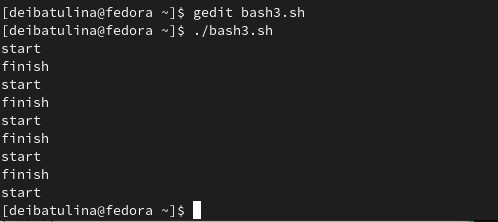 [deibatulina@fedora ~]$ gedit bash3.sh
[deibatulina@fedora ~]$ ./bash3.sh
start
finish
start
finish
start
finish
start
finish
start
[deibatulina@fedora ~]$